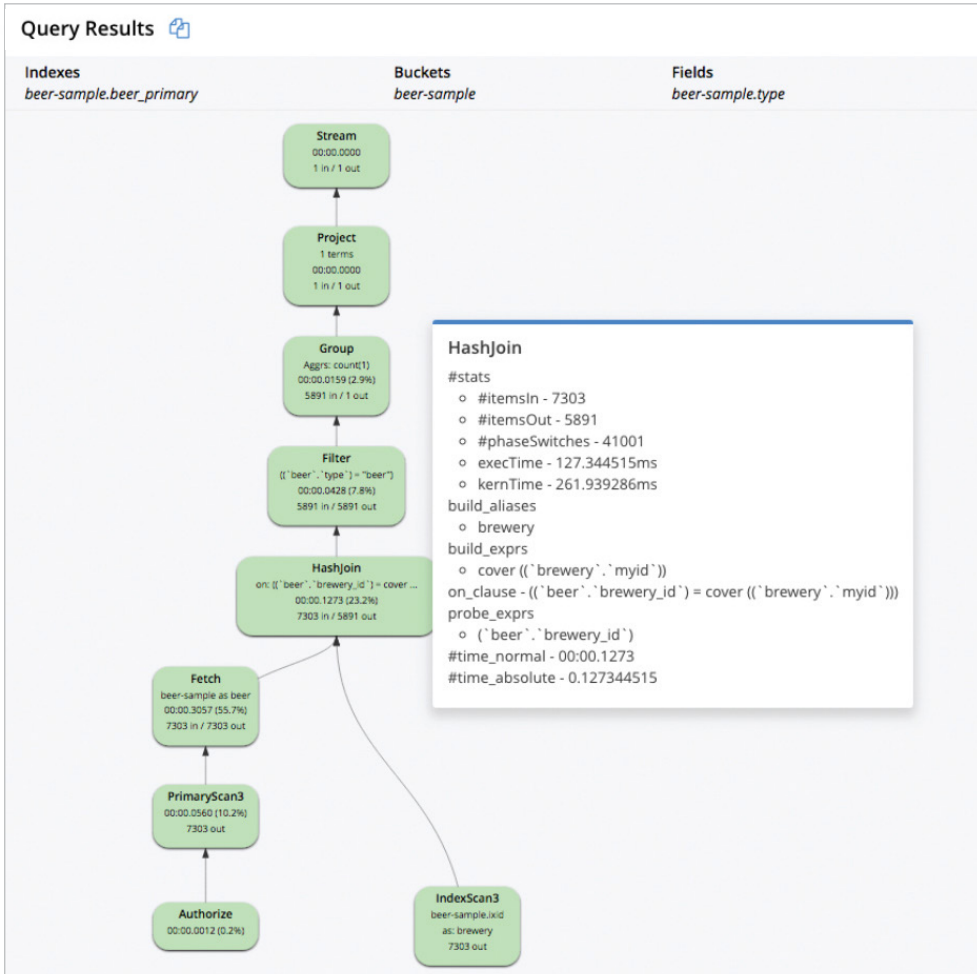 Query Results
Indexes
beer-sample.beer_primary
Buckets
beer-sample
Fields
beer-sample.type
Stream
00:00.0000
1 in / 1 out
Project
1 terms
00:00.0000
1 in / 1 out
Group
Aggrs: count(1)
00:00.0159 (2.9%)
5891 in / 1 out
Filter
((`beer`.`type`) = "beer")
00:00.0428 (7.8%)
5891 in / 5891 out
HashJoin
on: ((`beer`.`brewery_id`) = cover ...
00:00.1273 (23.2%)
7303 in / 5891 out
Fetch
beer-sample as beer
00:00.3057 (55.7%)
7303 in / 7303 out
PrimaryScan3
00:00.0560 (10.2%)
7303 out
Authorize
00:00.0012 (0.2%)
IndexScan3
beer-sample.ixid
as: brewery
7303 out
HashJoin
#stats
#itemsIn - 7303
#itemsOut - 5891
#phaseSwitches - 41001
execTime - 127.344515ms
kernTime - 261.939286ms
build_aliases
brewery
build_exprs
cover ((`brewery`.`myid`))
on_clause - ((`beer`.`brewery_id`) = cover ((`brewery`.`myid`)))
probe_exprs
(`beer`.`brewery_id`)
#time_normal - 00:00.1273
#time_absolute - 0.127344515